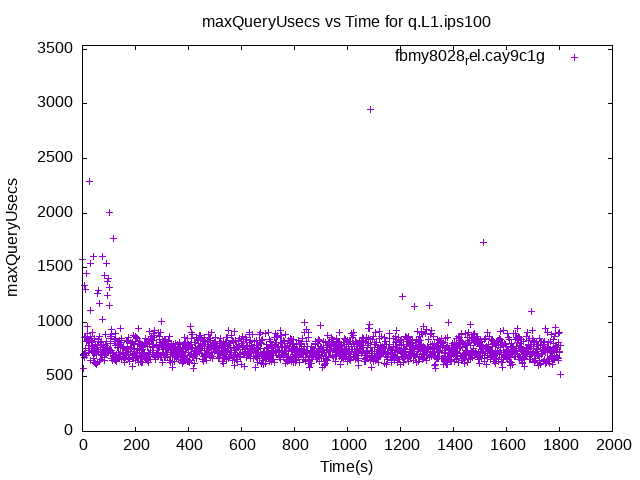 maxQueryUsecs vs Time for q.L1.ips100
fbmy8028rel.cay9c1g
3500
3000
2500
2000
1500
1000
500
0
maxQueryUsecs
0 200 400 600 800 1000 1200 1400 1600 1800 2000
Time(s)